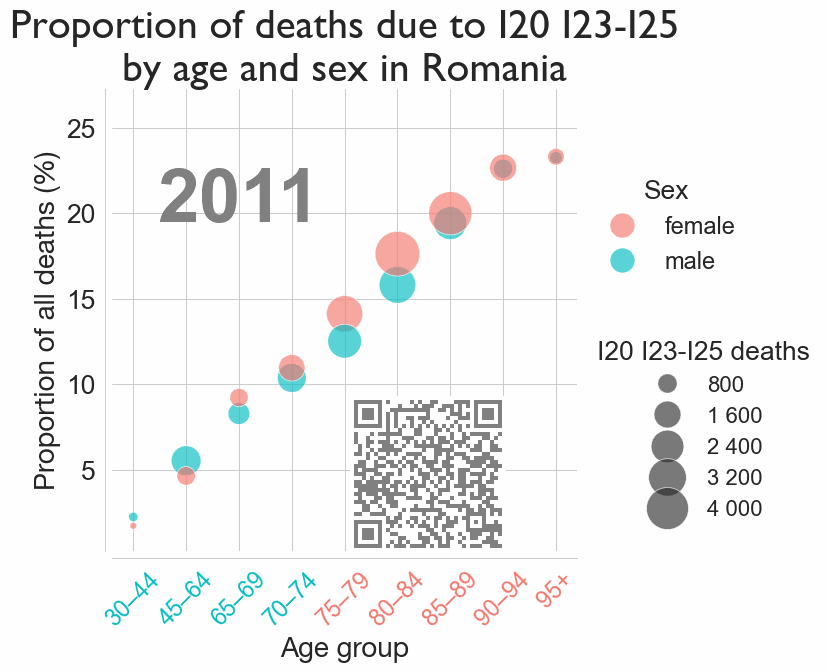 Proportion of deaths due to I20 I23-I25
by age and sex in Romania
2011
Proportion of all deaths (%)
25
20
15
10
5
30–44
45–64
65–69
70–74
75–79
80–84
85–89
90–94
95+
Age group
Sex
female
male
I20 I23-I25 deaths
800
1 600
2 400
3 200
4 000